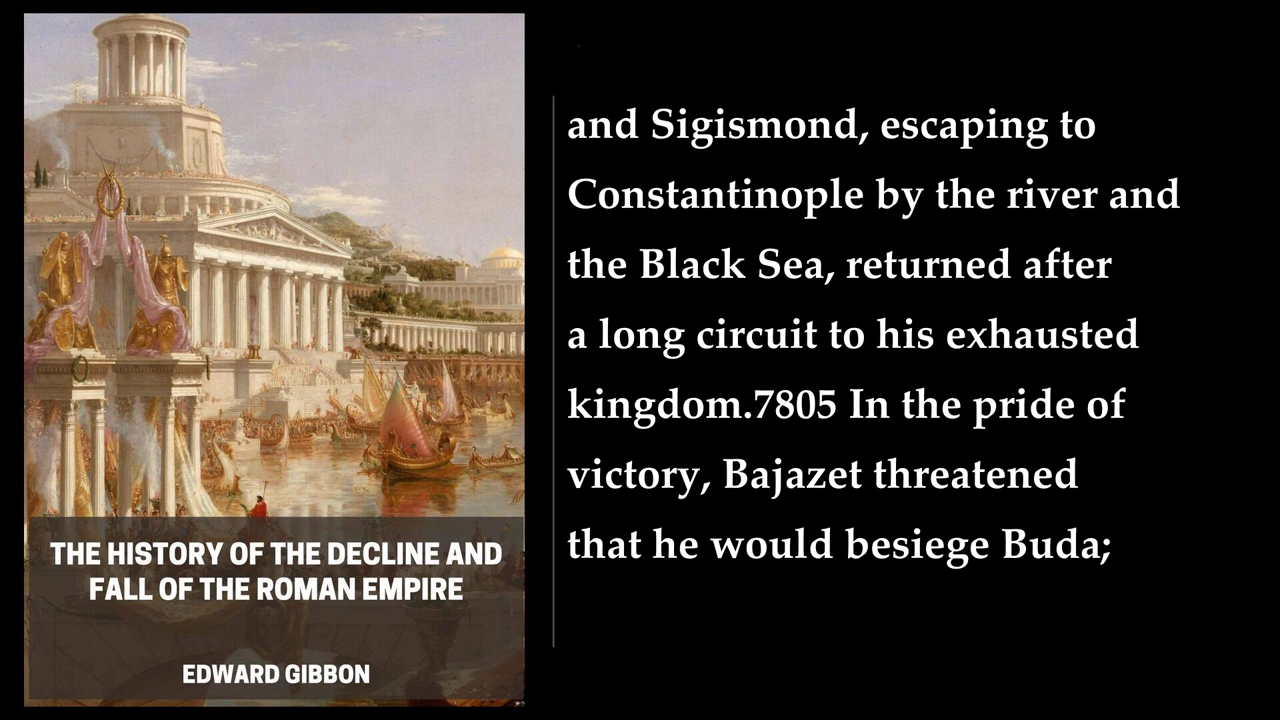 THE HISTORY OF THE DECLINE AND
FALL OF THE ROMAN EMPIRE
EDWARD GIBBON
and Sigismond, escaping to
Constantinople by the river and
the Black Sea, returned after
a long circuit to his exhausted
kingdom.7805 In the pride of
victory, Bajazet threatened
that he would besiege Buda;